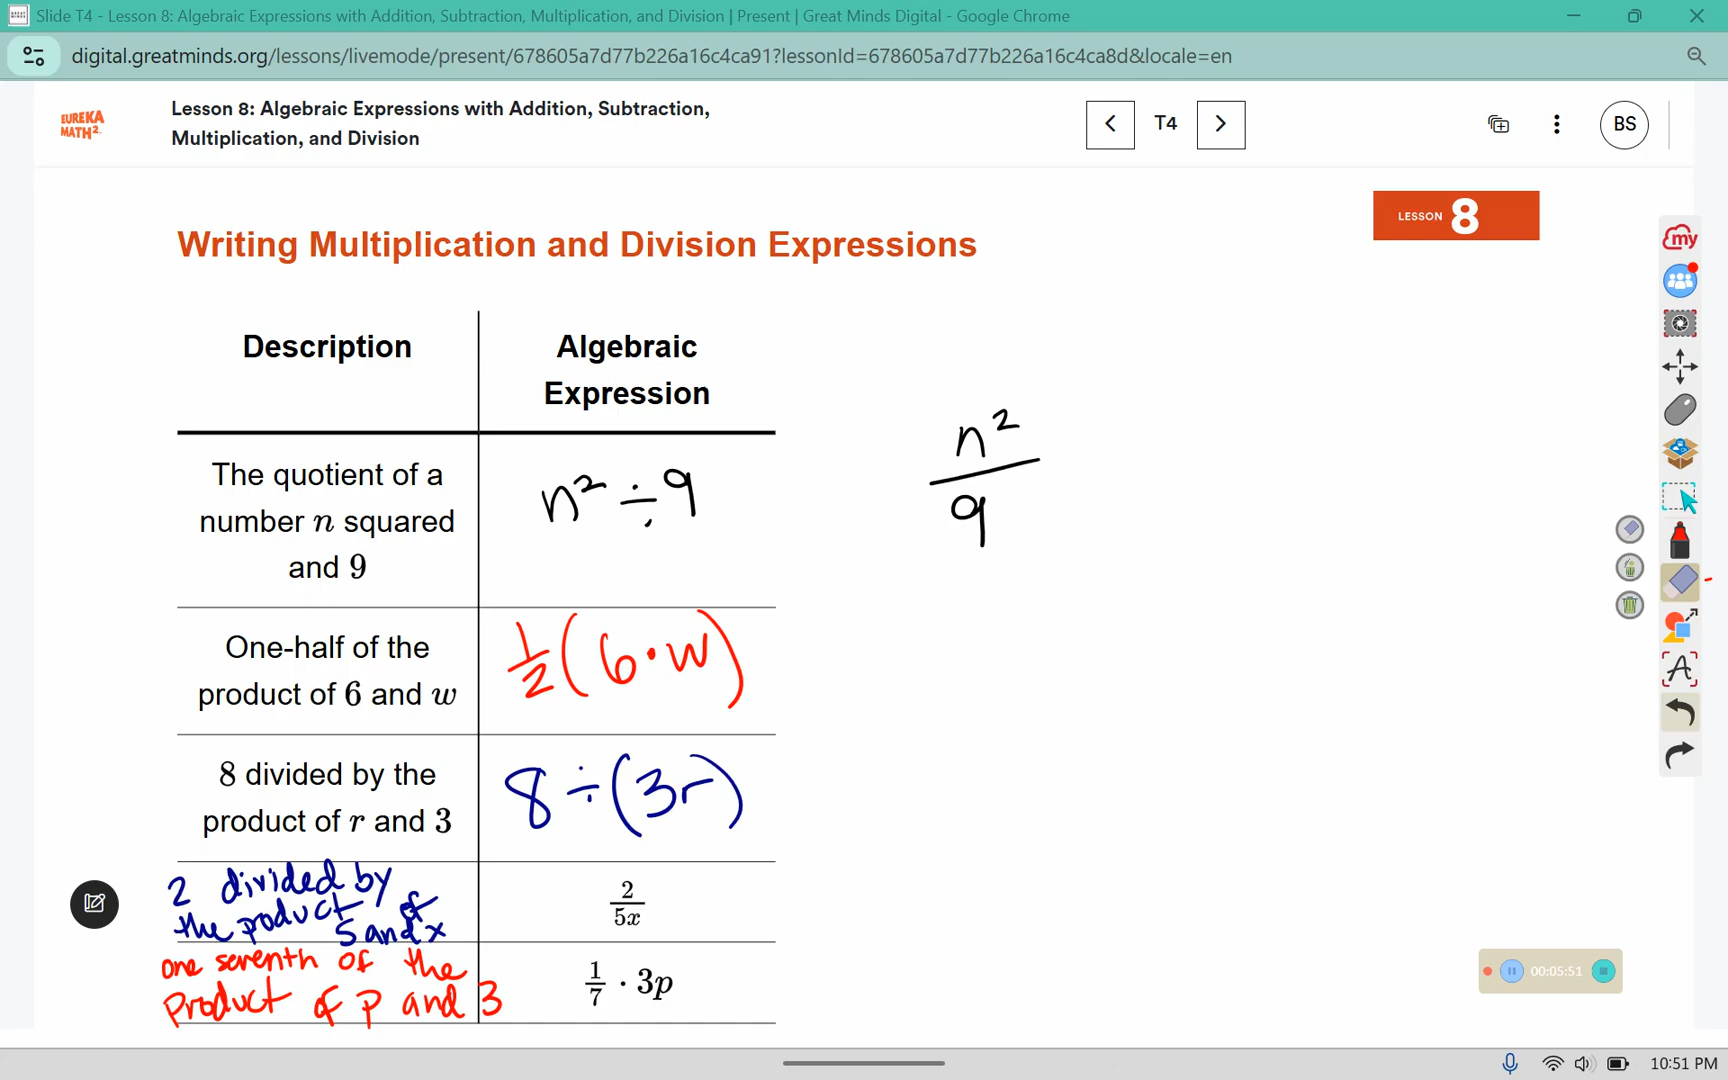 Slide T4 - Lesson 8: Algebraic Expressions with Addition, Subtraction, Multiplication, and Division | Present | Great Minds Digital - Google Chrome
digital.greatminds.org/lessons/livemode/present/678605a7d77b226a16c4ca91?lessonId=678605a7d77b226a16c4ca8d&locale=en
EUREKA
MATH²
Lesson 8: Algebraic Expressions with Addition, Subtraction,
Multiplication, and Division
T4
BS
LESSON 8
my
Writing Multiplication and Division Expressions
Description
Algebraic
Expression
The quotient of a
number n squared
and 9
n² ÷ 9
n²
9
One-half of the
product of 6 and w
1/2 (6 · w)
8 divided by the
product of r and 3
8 ÷ (3r)
2 divided by
the product of
5 and x
2
5x
one seventh of the
product of p and 3
1/7 · 3p
A
00:05:51
10:51 PM